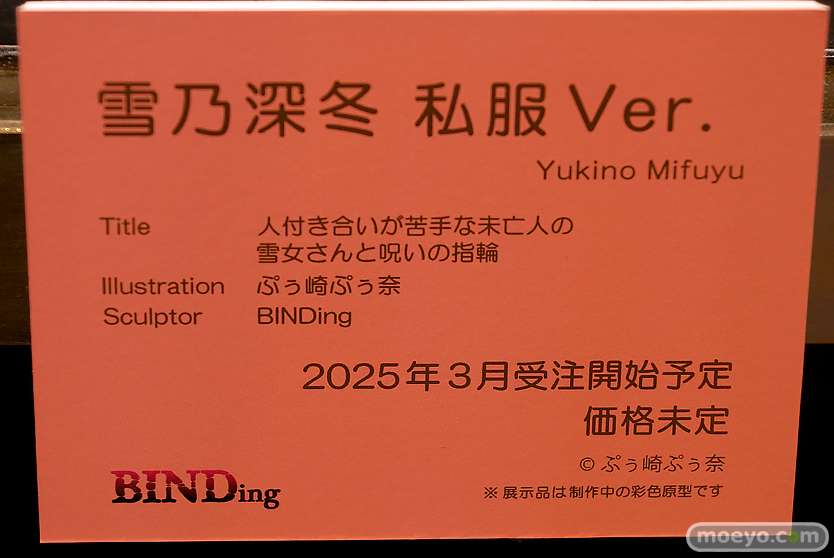 雪乃深冬 私服Ver.
Yukino Mifuyu
Title 人付き合いが苦手な未亡人の
雪女さんと呪いの指輪
Illustration ぷぅ崎ぷぅ奈
Sculptor BINDing
2025年3月受注開始予定
価格未定
© ぷぅ崎ぷぅ奈
BINDing ※展示品は制作中の彩色原型です
moeyo.com